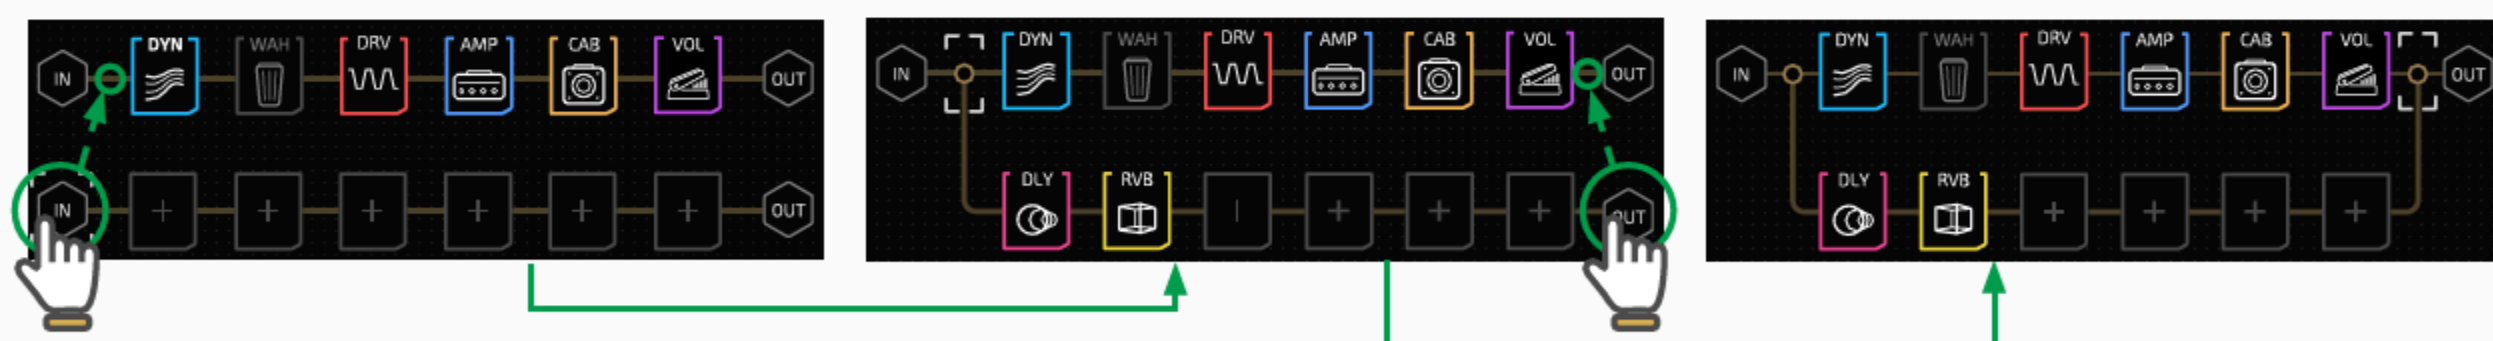 IN DYN WAH DRV AMP CAB VOL OUT
IN OUT
IN DYN WAH DRV AMP CAB VOL OUT
DLY RVB OUT
IN DYN WAH DRV AMP CAB VOL OUT
DLY RVB